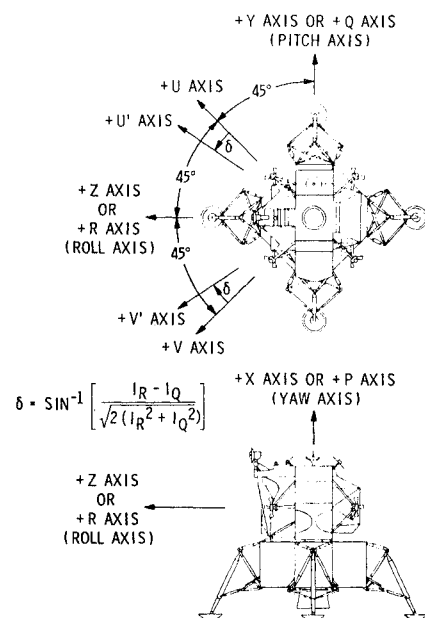 +Y AXIS OR +Q AXIS
(PITCH AXIS)
+U AXIS
45°
+U' AXIS
δ
45°
+Z AXIS
OR
+R AXIS
(ROLL AXIS)
45°
δ
+V' AXIS
+V AXIS
δ = SIN⁻¹ [ (I_R - I_Q) / √(2 (I_R² + I_Q²)) ]
+X AXIS OR +P AXIS
(YAW AXIS)
+Z AXIS
OR
+R AXIS
(ROLL AXIS)